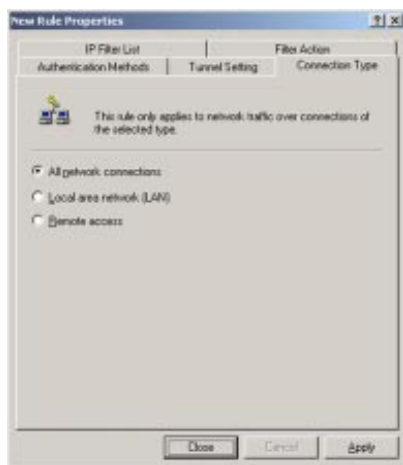 New Rule Properties
IP Filter List
Filter Action
Authentication Methods
Tunnel Setting
Connection Type
This rule only applies to network traffic over connections of
the selected type.
All network connections
Local area network (LAN)
Remote access
Close
Cancel
Apply